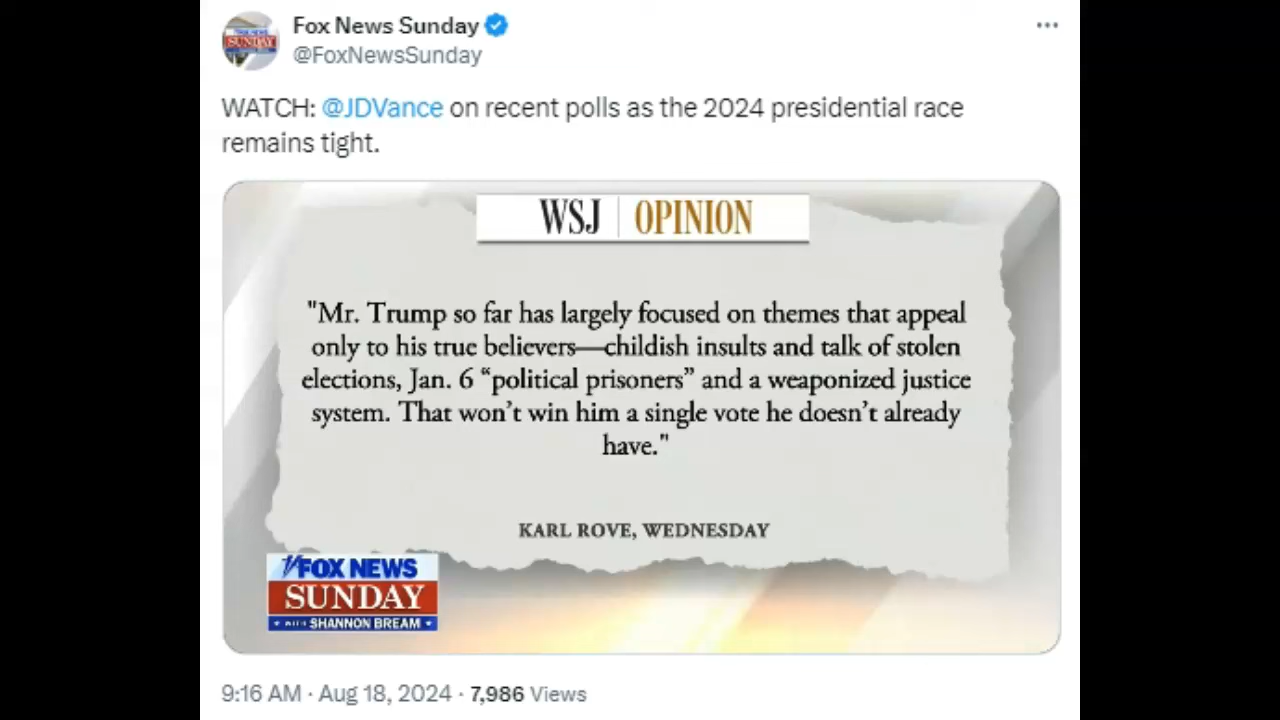 Fox News Sunday
@FoxNewsSunday
WATCH: @JDVance on recent polls as the 2024 presidential race
remains tight.
WSJ | OPINION
"Mr. Trump so far has largely focused on themes that appeal
only to his true believers—childish insults and talk of stolen
elections, Jan. 6 “political prisoners” and a weaponized justice
system. That won’t win him a single vote he doesn’t already
have."
KARL ROVE, WEDNESDAY
FOX NEWS
SUNDAY
WITH SHANNON BREAM
9:16 AM · Aug 18, 2024 · 7,986 Views